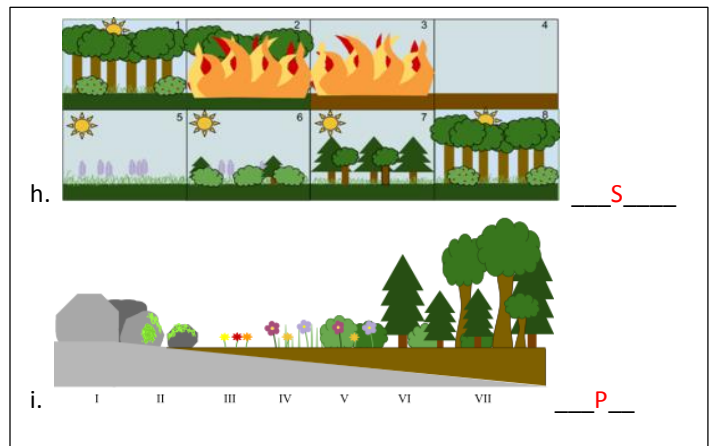 1 2 3 4
5 6 7 8
h. ___S____
I II III IV V VI VII
i. ___P__